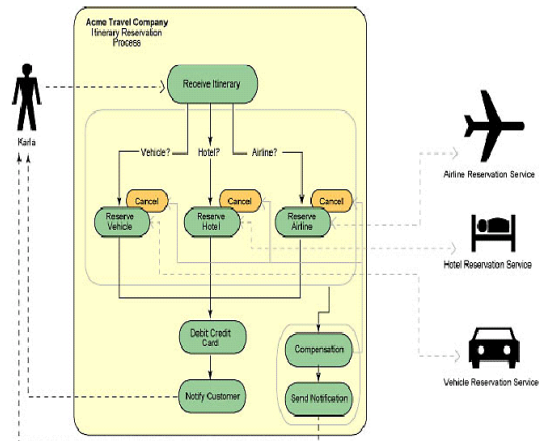 Acme Travel Company
Itinerary Reservation
Process
Receive Itinerary
Karla
Vehicle?
Hotel?
Airline?
Cancel
Cancel
Cancel
Reserve
Vehicle
Reserve
Hotel
Reserve
Airline
Airline Reservation Service
Hotel Reservation Service
Debit Credit
Card
Compensation
Notify Customer
Send Notification
Vehicle Reservation Service